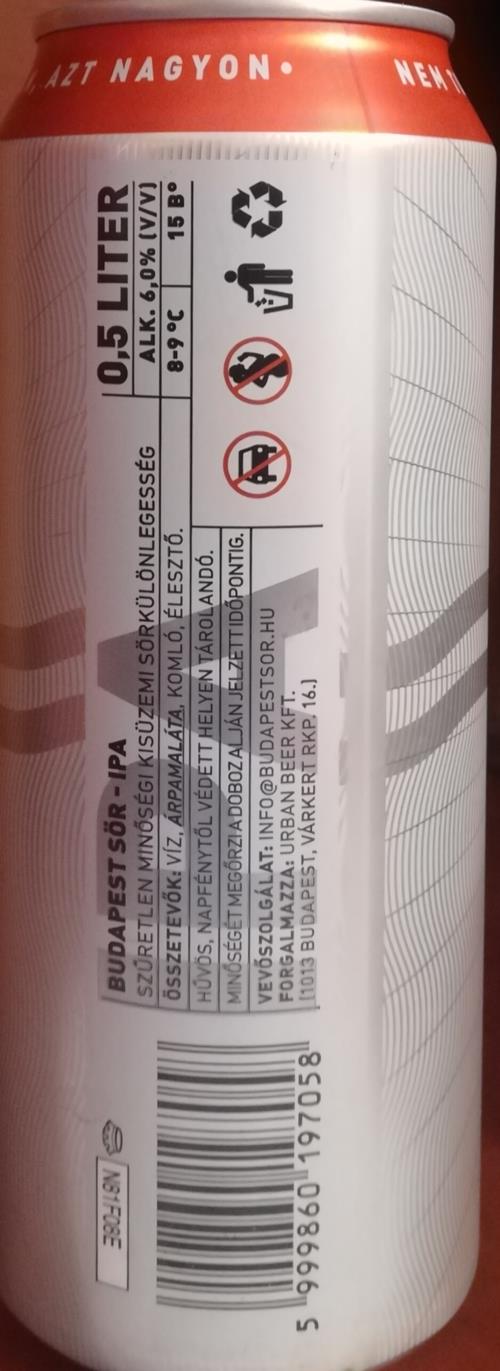 AZT NAGYON •
NEM
0,5 LITER
ALK. 6,0% (V/V)
8-9 °C 15 B°
BUDAPEST SÖR - IPA
SZŰRETLEN MINŐSÉGI KISÜZEMI SÖRKÜLÖNLEGESSÉG
ÖSSZETEVŐK: VÍZ, ÁRPAMALÁTA, KOMLÓ, ÉLESZTŐ.
HŰVÖS, NAPFÉNYTŐL VÉDETT HELYEN TÁROLANDÓ.
MINŐSÉGÉT MEGŐRZI A DOBOZ ALJÁN JELZETT IDŐPONTIG.
VEVŐSZOLGÁLAT: INFO@BUDAPESTSOR.HU
FORGALMAZZA: URBAN BEER KFT.
(1013 BUDAPEST, VÁRKERT RKP. 16.)
IPA
5 999860 197058